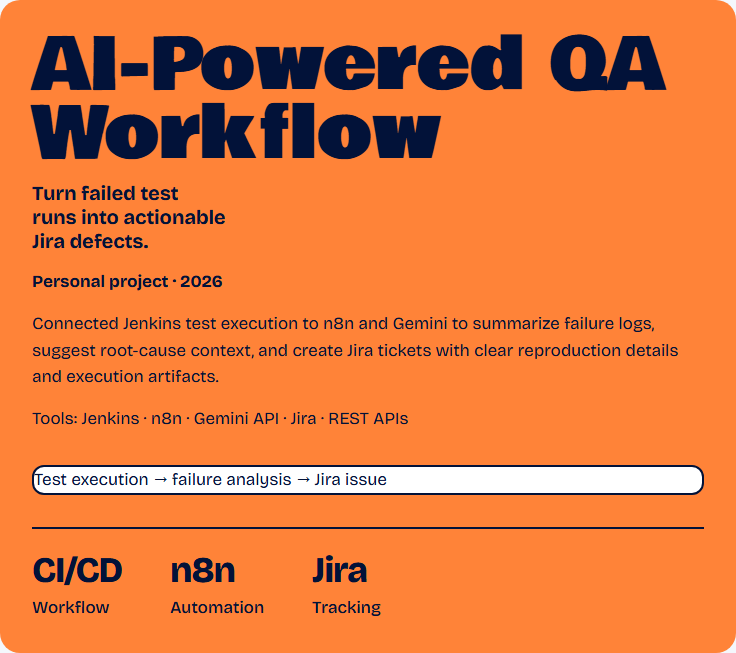 AI-Powered QA
Workflow
Turn failed test
runs into actionable
Jira defects.
Personal project · 2026
Connected Jenkins test execution to n8n and Gemini to summarize failure logs,
suggest root-cause context, and create Jira tickets with clear reproduction details
and execution artifacts.
Tools: Jenkins · n8n · Gemini API · Jira · REST APIs
Test execution → failure analysis → Jira issue
CI/CD n8n Jira
Workflow Automation Tracking